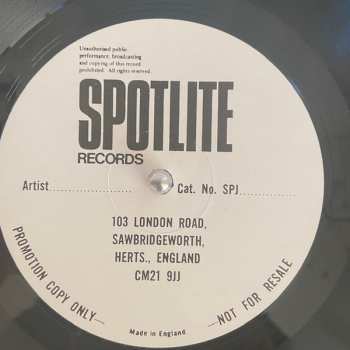 Unauthorised public
performance, broadcasting
and copying of this record
prohibited. All rights reserved.
SPOTLITE
RECORDS
Artist.....................
Cat. No. SPJ.....................
103 LONDON ROAD,
SAWBRIDGEWORTH,
HERTS., ENGLAND
CM21 9JJ
PROMOTION COPY ONLY—
—NOT FOR RESALE
Made in England